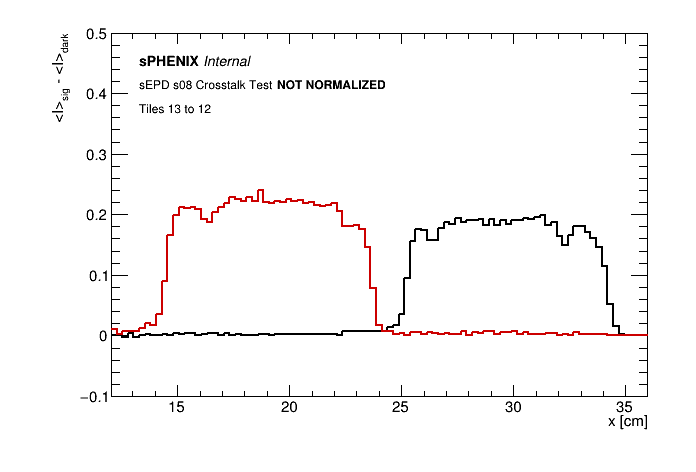 <I>sig - <I>dark
0.5
0.4
0.3
0.2
0.1
0
−0.1
sPHENIX Internal
sEPD s08 Crosstalk Test NOT NORMALIZED
Tiles 13 to 12
15 20 25 30 35
x [cm]